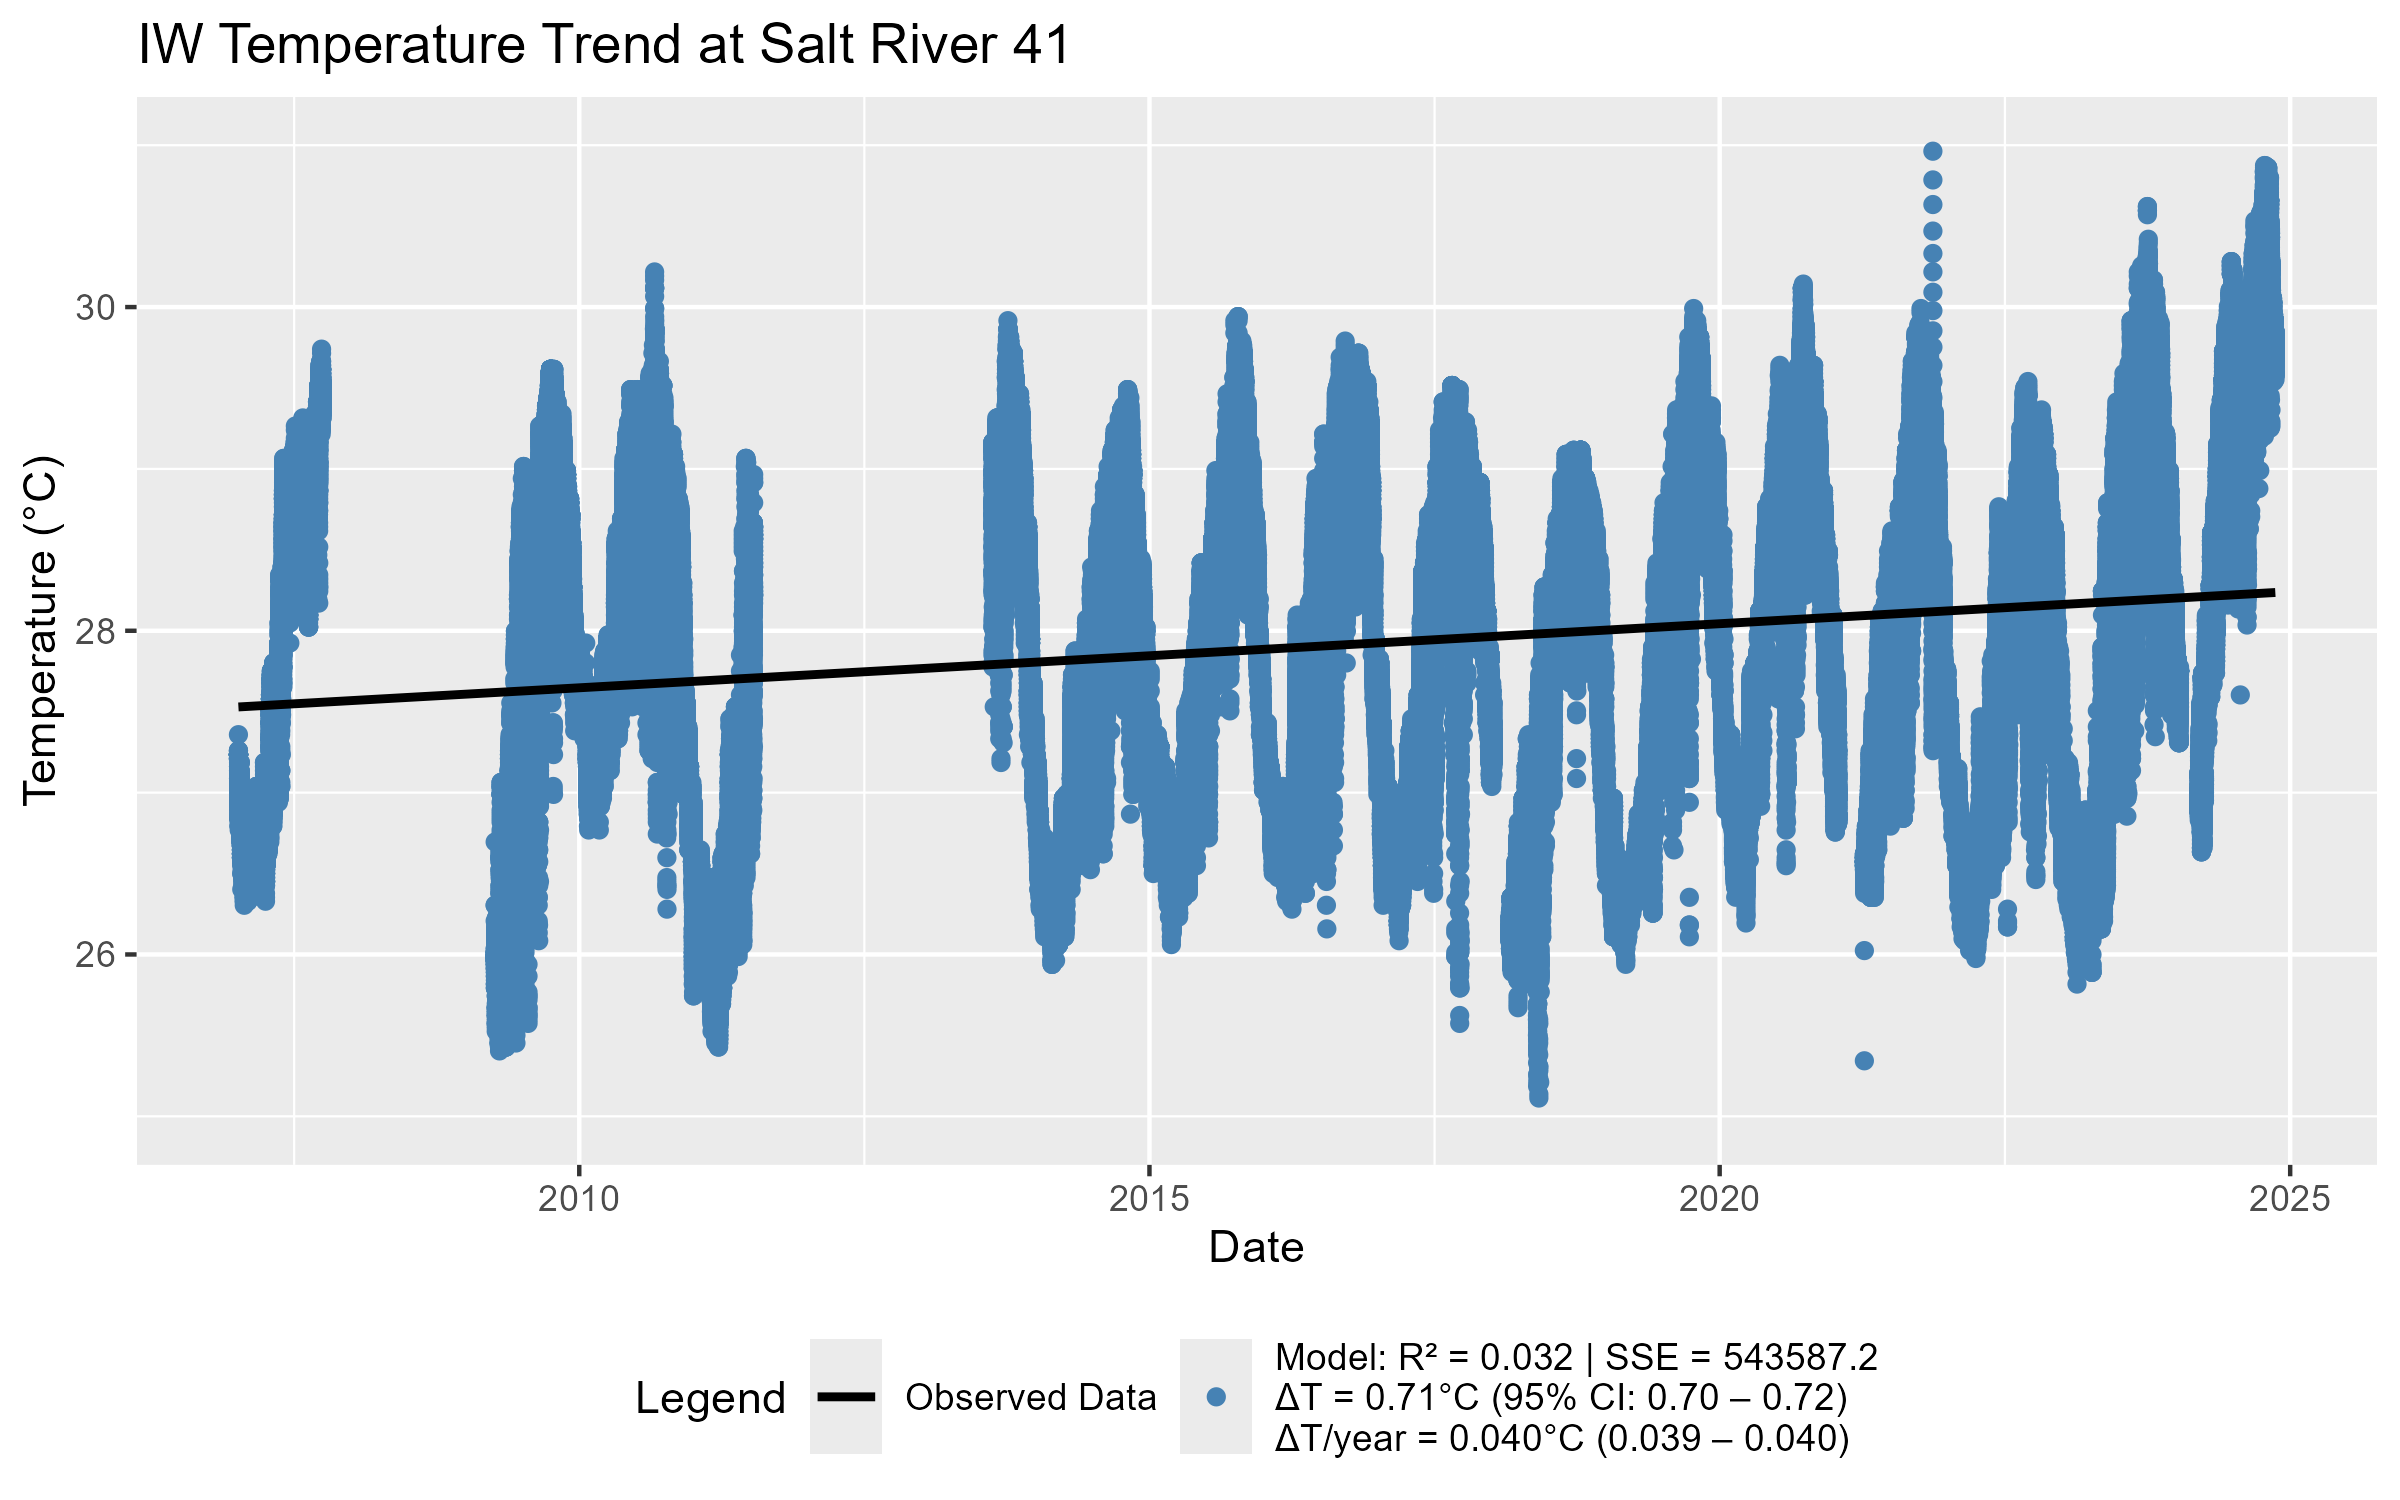 IW Temperature Trend at Salt River 41
Temperature (°C)
30
28
26
2010
2015
2020
2025
Date
Legend
Observed Data
Model: R² = 0.032 | SSE = 543587.2
ΔT = 0.71°C (95% CI: 0.70 – 0.72)
ΔT/year = 0.040°C (0.039 – 0.040)